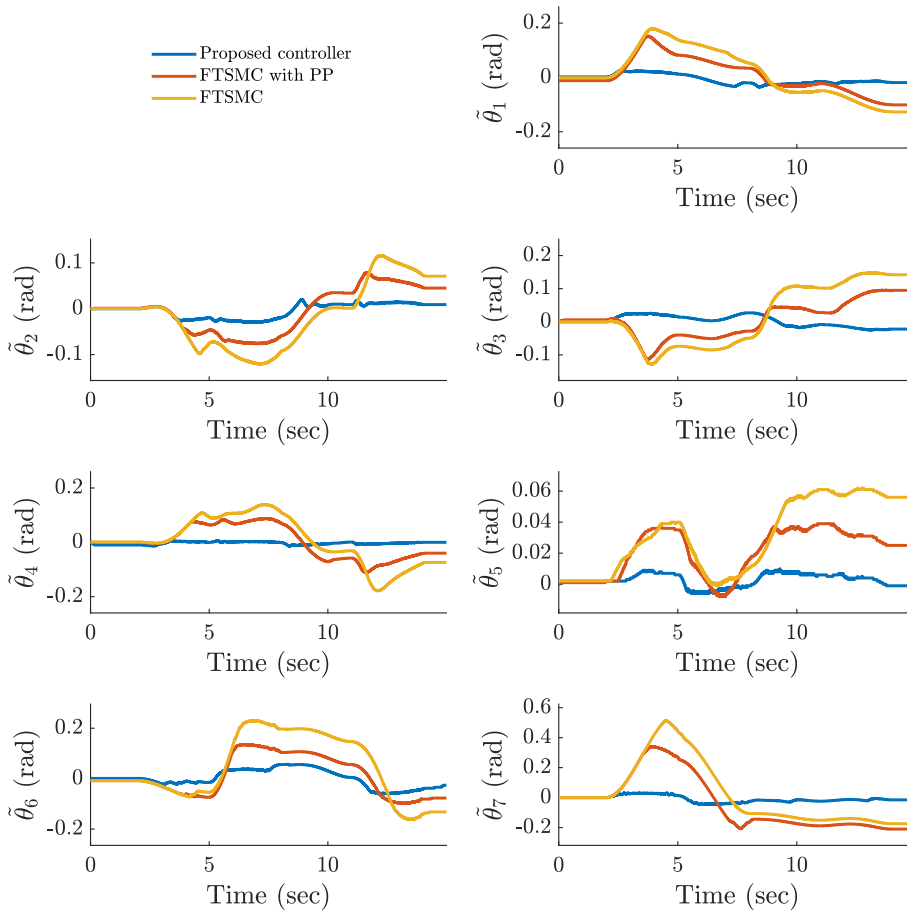 Proposed controller
FTSMC with PP
FTSMC
0.2
0
-0.2
θ̃₁ (rad)
0 5 10
Time (sec)
0.1
0
-0.1
θ̃₂ (rad)
0 5 10
Time (sec)
0.2
0.1
0
-0.1
θ̃₃ (rad)
0 5 10
Time (sec)
0.2
0
-0.2
θ̃₄ (rad)
0 5 10
Time (sec)
0.06
0.04
0.02
0
θ̃₅ (rad)
0 5 10
Time (sec)
0.2
0
-0.2
θ̃₆ (rad)
0 5 10
Time (sec)
0.6
0.4
0.2
0
-0.2
θ̃₇ (rad)
0 5 10
Time (sec)